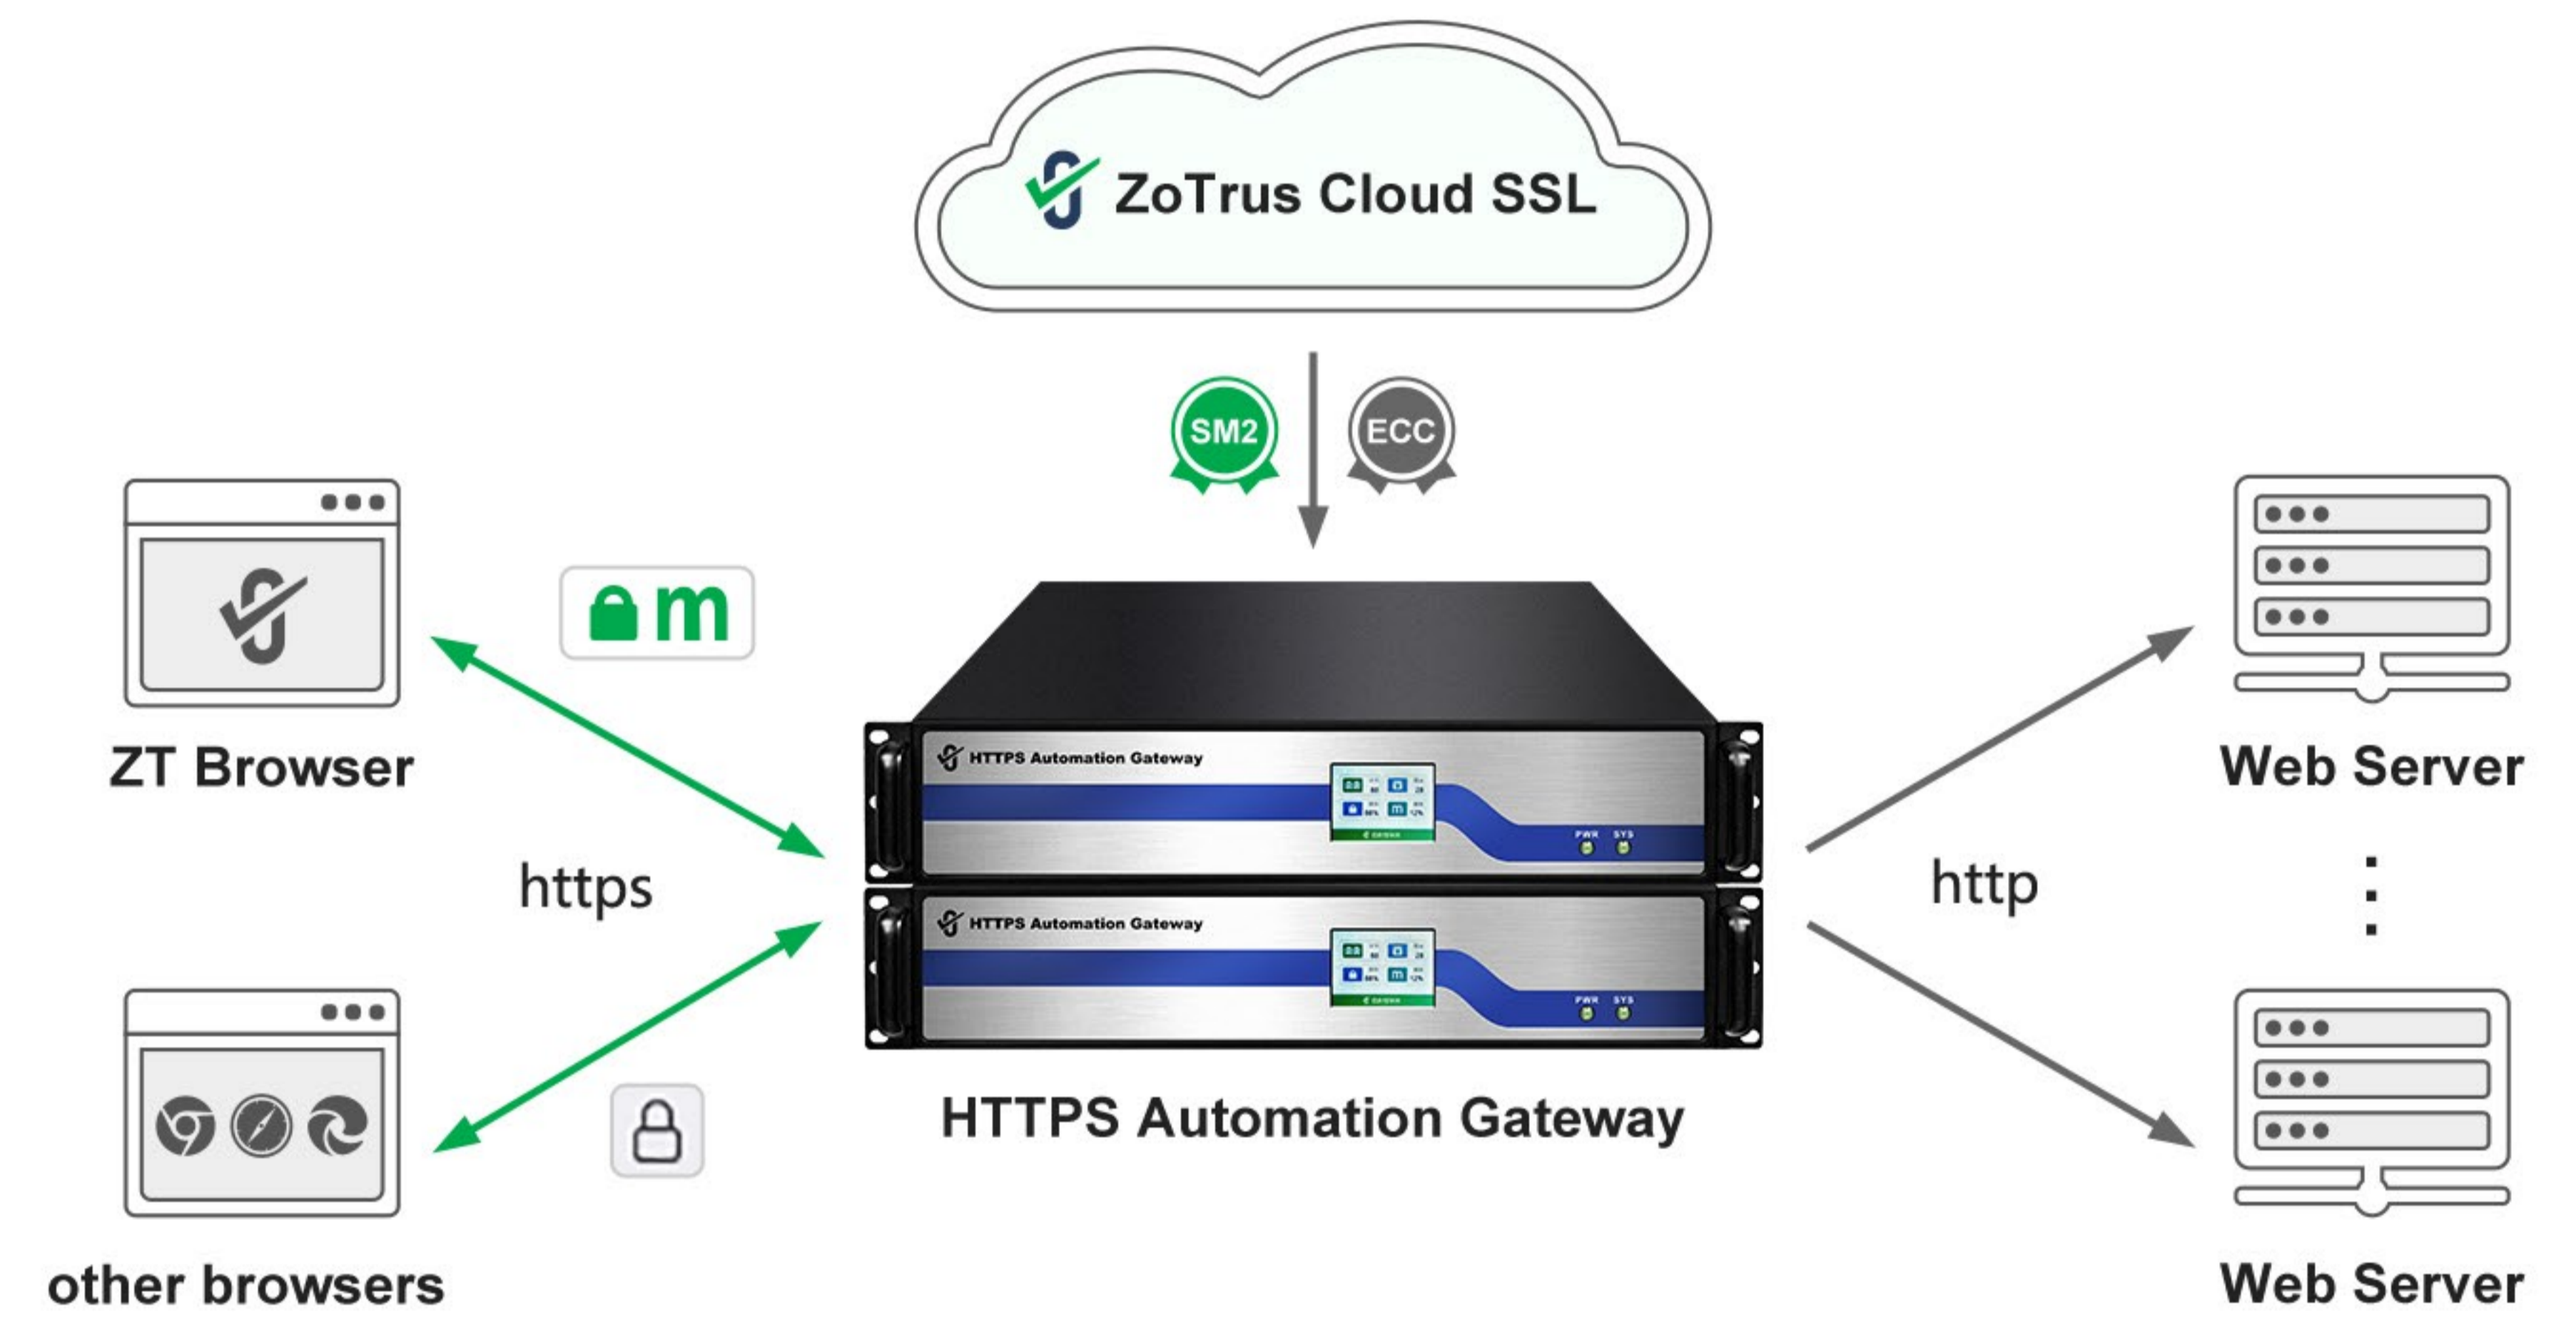 ZoTrus Cloud SSL
SM2
ECC
m
ZT Browser
https
other browsers
HTTPS Automation Gateway
PWR SYS
HTTPS Automation Gateway
PWR SYS
HTTPS Automation Gateway
Web Server
http
Web Server